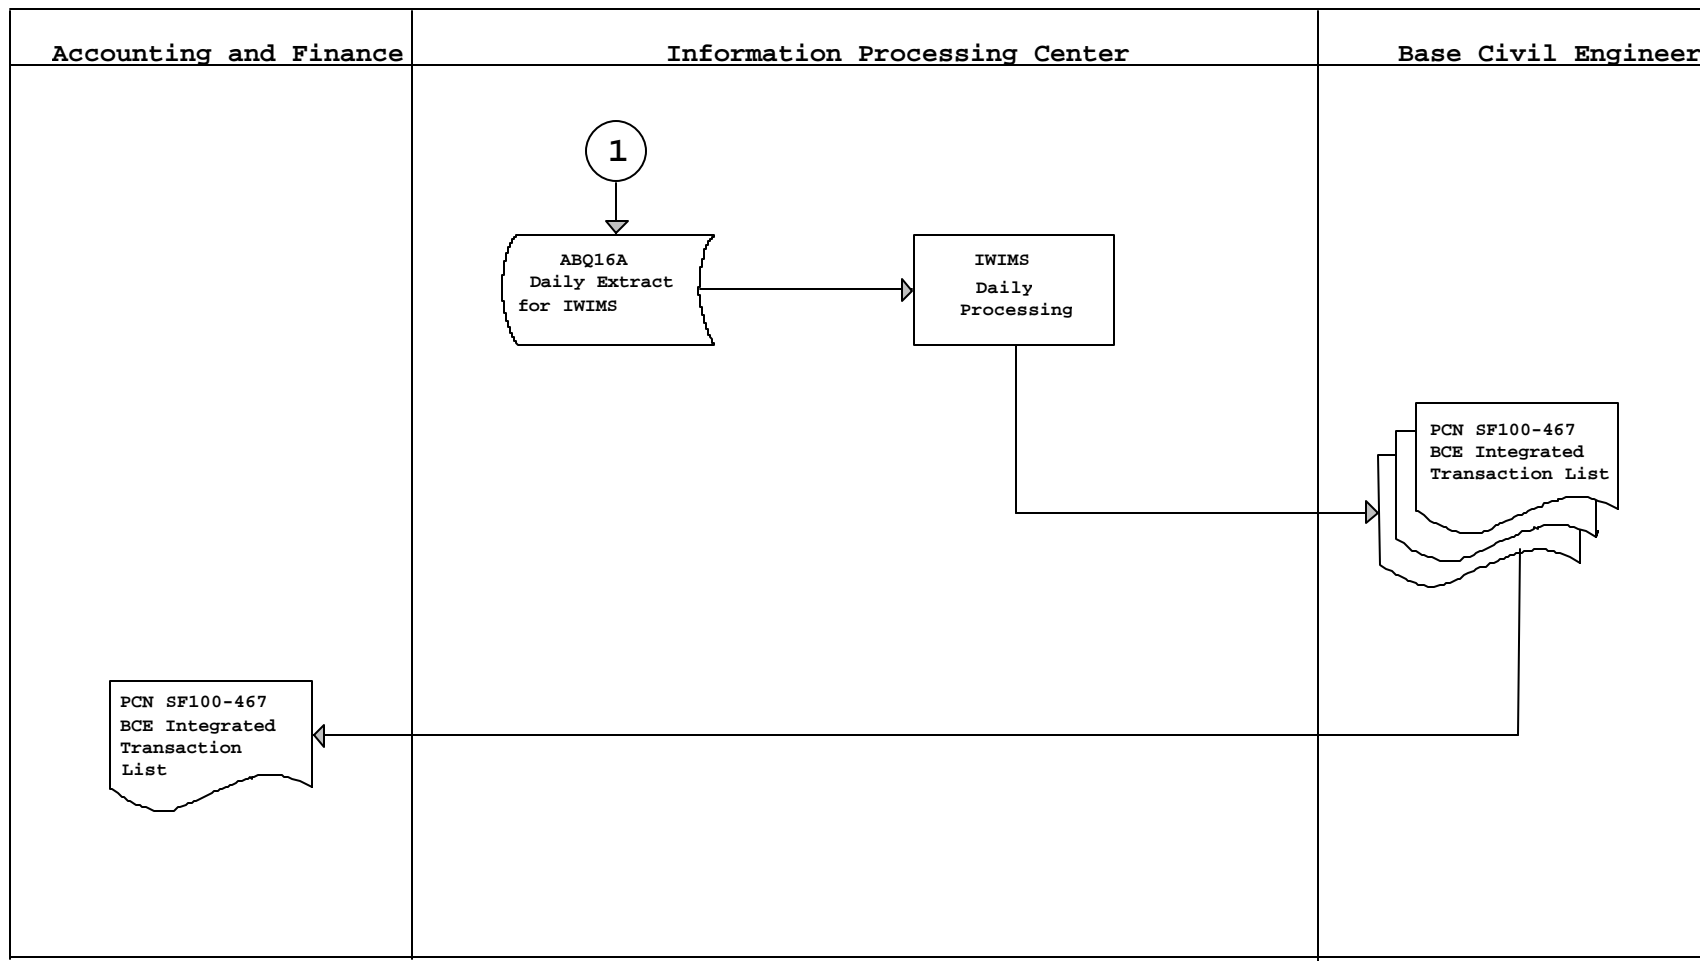 Accounting and Finance
Information Processing Center
Base Civil Engineer
1
ABQ16A
Daily Extract
for IWIMS
IWIMS
Daily
Processing
PCN SF100-467
BCE Integrated
Transaction List
PCN SF100-467
BCE Integrated
Transaction
List